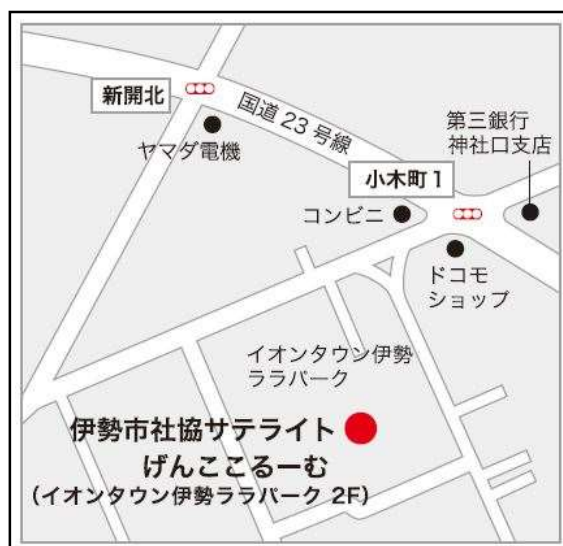 新開北
国道 23 号線
ヤマダ電機
第三銀行
神社口支店
小木町 1
コンビニ
ドコモ
ショップ
イオンタウン伊勢
ララパーク
伊勢市社協サテライト
げんここるーむ
（イオンタウン伊勢ララパーク 2F）